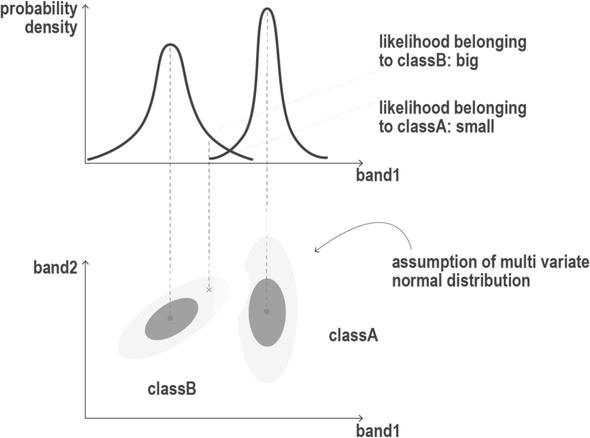 probability
density
likelihood belonging
to classB: big
likelihood belonging
to classA: small
band1
band2
assumption of multi variate
normal distribution
classA
classB
band1